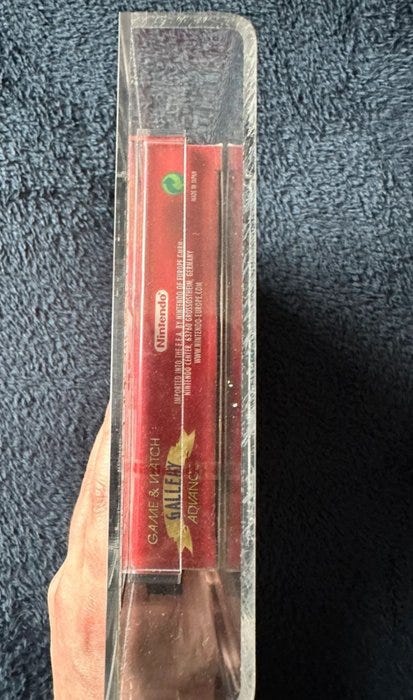 GAME & WATCH
GALLERY
ADVANCE
Nintendo
IMPORTED INTO THE E.E.A. BY NINTENDO OF EUROPE GmbH
NINTENDO CENTER, 63760 GROSSOSTHEIM, GERMANY
WWW.NINTENDO-EUROPE.COM
MADE IN JAPAN